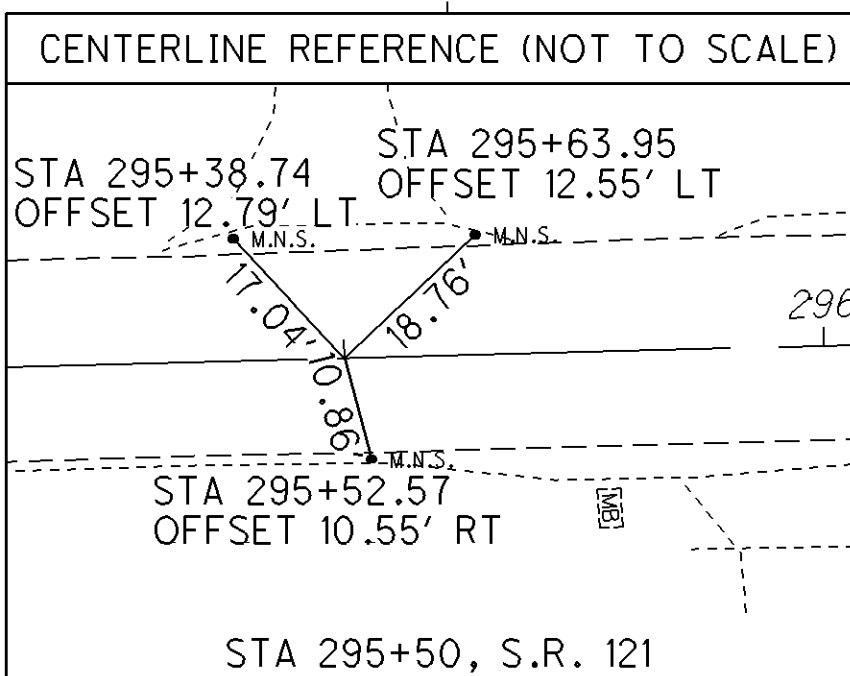 CENTERLINE REFERENCE (NOT TO SCALE)
STA 295+38.74
OFFSET 12.79' LT
STA 295+63.95
OFFSET 12.55' LT
M.N.S.
M.N.S.
17.04'
18.76'
296
10.86'
M.N.S.
STA 295+52.57
OFFSET 10.55' RT
MB
STA 295+50, S.R. 121